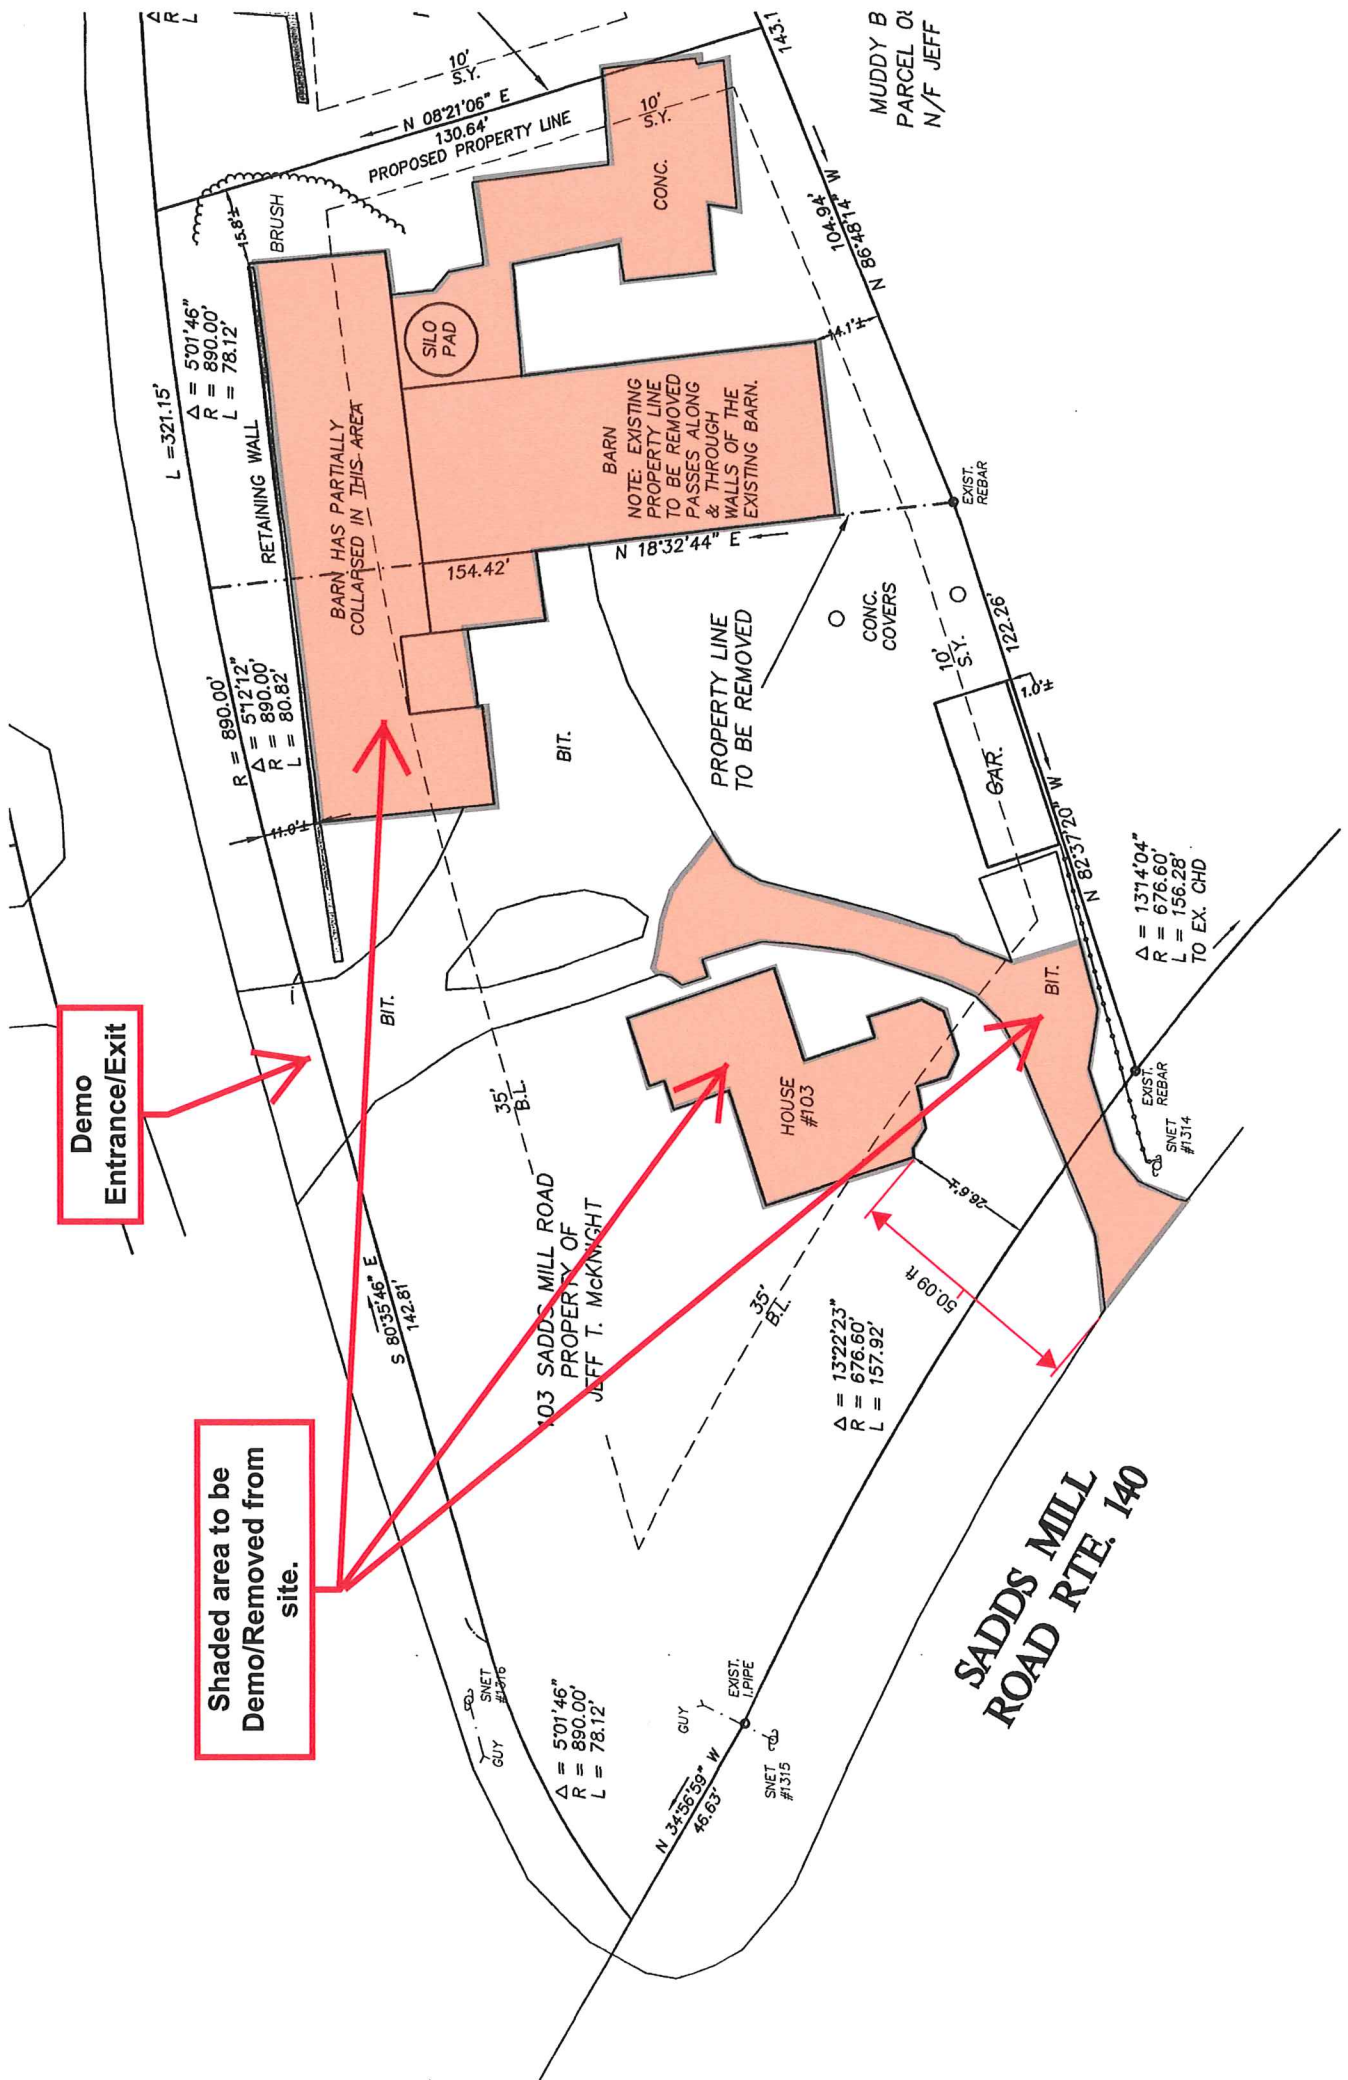 Demo
Entrance/Exit
Shaded area to be
Demo/Removed from
site.
L =321.15'
Δ = 5°01'46"
R = 890.00'
L = 78.12'
15.8'±
BRUSH
RETAINING WALL
10'
S.Y.
N 08°21'06" E
130.64'
PROPOSED PROPERTY LINE
10'
S.Y.
143.1
MUDDY B
PARCEL
N/F JEFF
CONC.
SILO
PAD
BARN HAS PARTIALLY
COLLAPSED IN THIS AREA
BARN
NOTE: EXISTING
PROPERTY LINE
TO BE REMOVED
PASSES ALONG
& THROUGH
WALLS OF THE
EXISTING BARN.
14.1'±
104.94'
N 86°48'14" W
EXIST.
REBAR
N 18°32'44" E
154.42'
R = 890.00'
Δ = 5°12'12"
R = 890.00'
L = 80.82'
11.0'±
BIT.
PROPERTY LINE
TO BE REMOVED
CONC.
COVERS
10'
S.Y.
122.26'
1.0'±
GAR.
N 82°37'20" W
Δ = 13°14'04"
R = 676.60'
L = 156.28'
TO EX. CHD
BIT.
BIT.
35'
B.L.
HOUSE
#103
EXIST.
REBAR
SNET
#1314
26.6'±
50.09 ft
S 80°35'46" E
142.81'
103 SADDS MILL ROAD
PROPERTY OF
JEFF T. McKNIGHT
35'
B.L.
Δ = 13°22'23"
R = 676.60'
L = 157.92'
SADDS MILL
ROAD RTE. 140
SNET
#1316
GUY
Δ = 5°01'46"
R = 890.00'
L = 78.12'
GUY
EXIST.
I.PIPE
SNET
#1315
N 34°56'59" W
46.63'